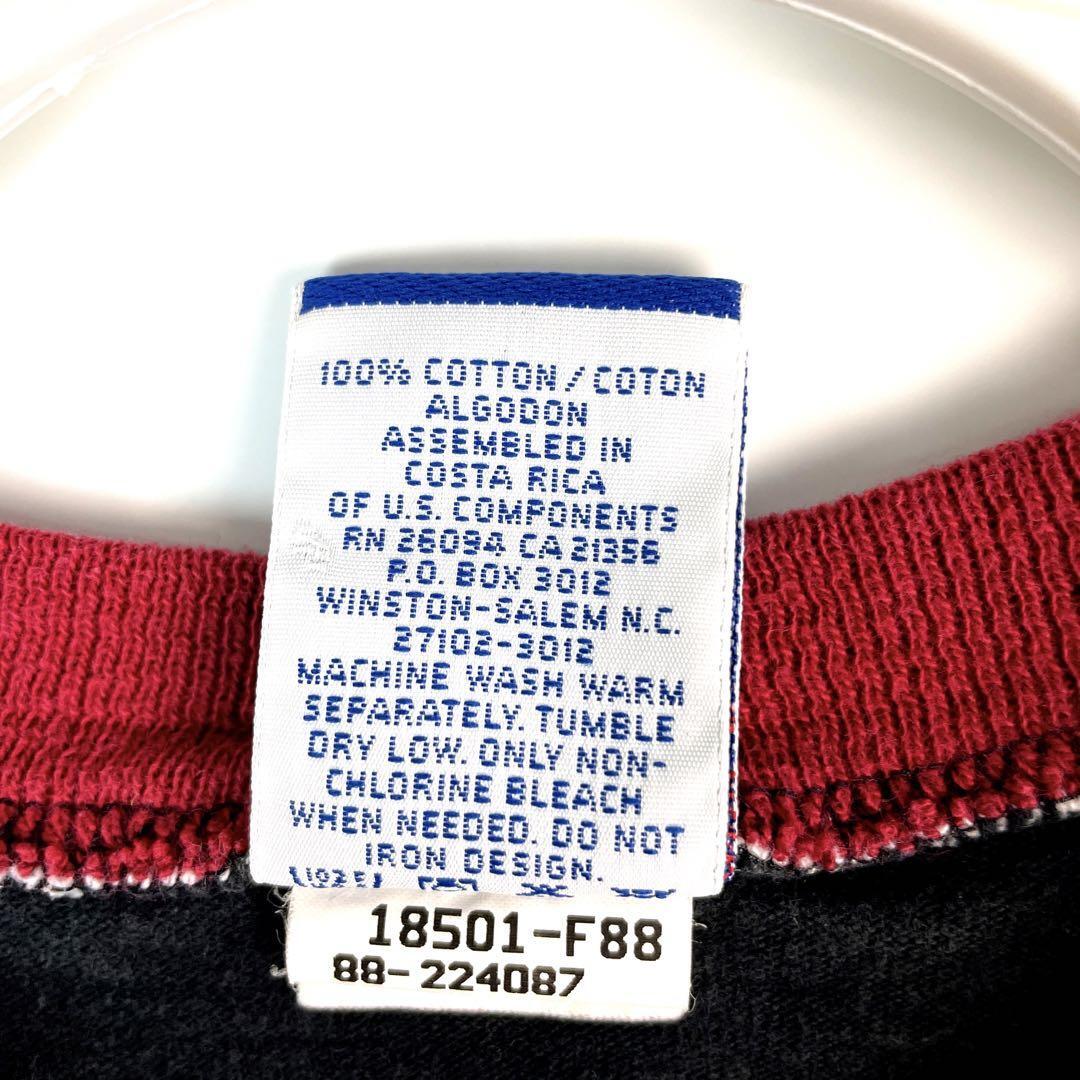 100% COTTON/COTON
ALGODON
ASSEMBLED IN
COSTA RICA
OF U.S. COMPONENTS
RN 26094 CA 21356
P.O. BOX 3012
WINSTON-SALEM N.C.
27102-3012
MACHINE WASH WARM
SEPARATELY. TUMBLE
DRY LOW. ONLY NON-
CHLORINE BLEACH
WHEN NEEDED. DO NOT
IRON DESIGN.
18501-F88
88-224087